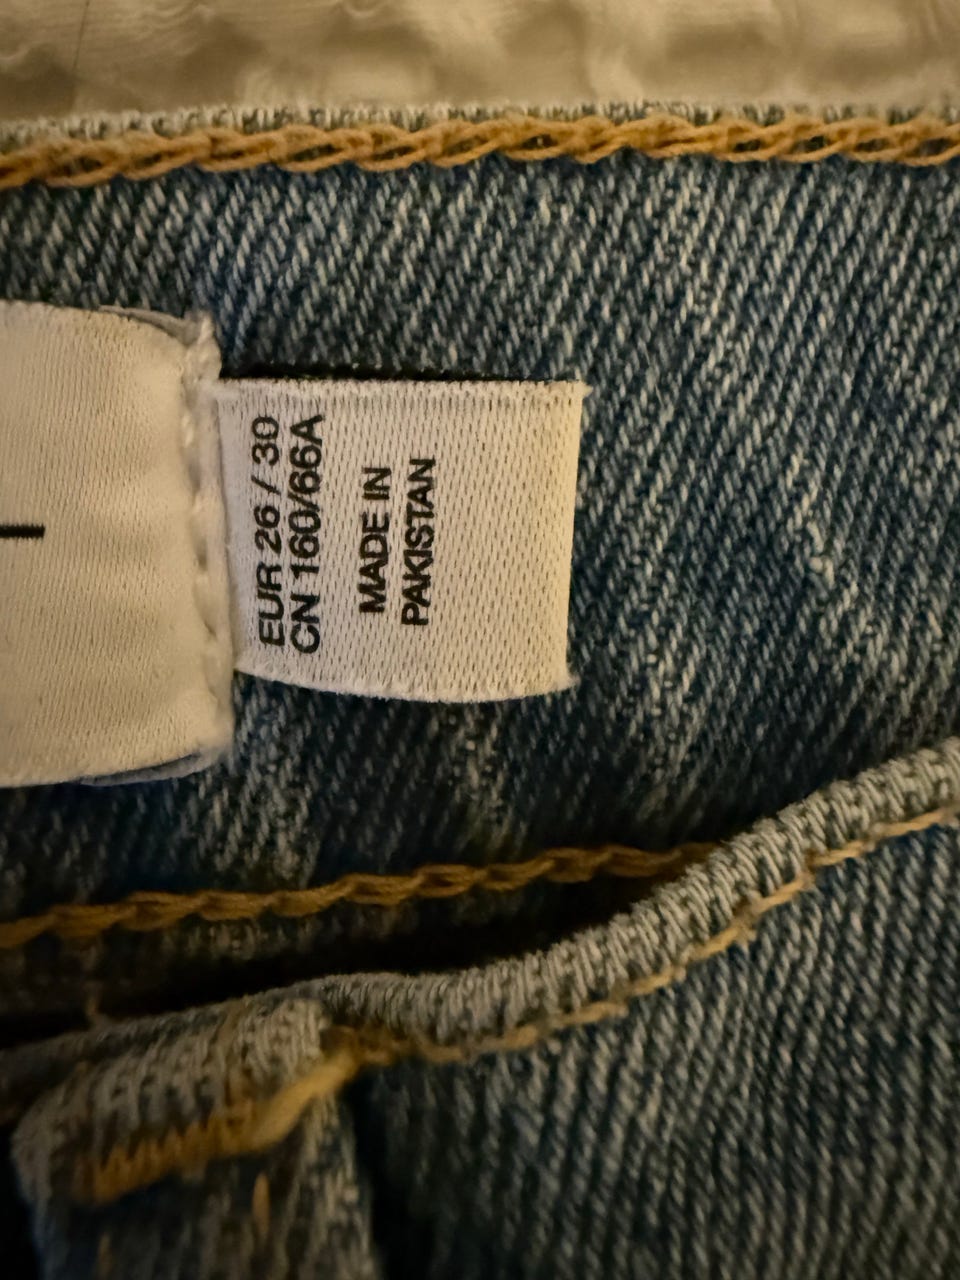 EUR 26 / 30
CN 160/66A
MADE IN
PAKISTAN